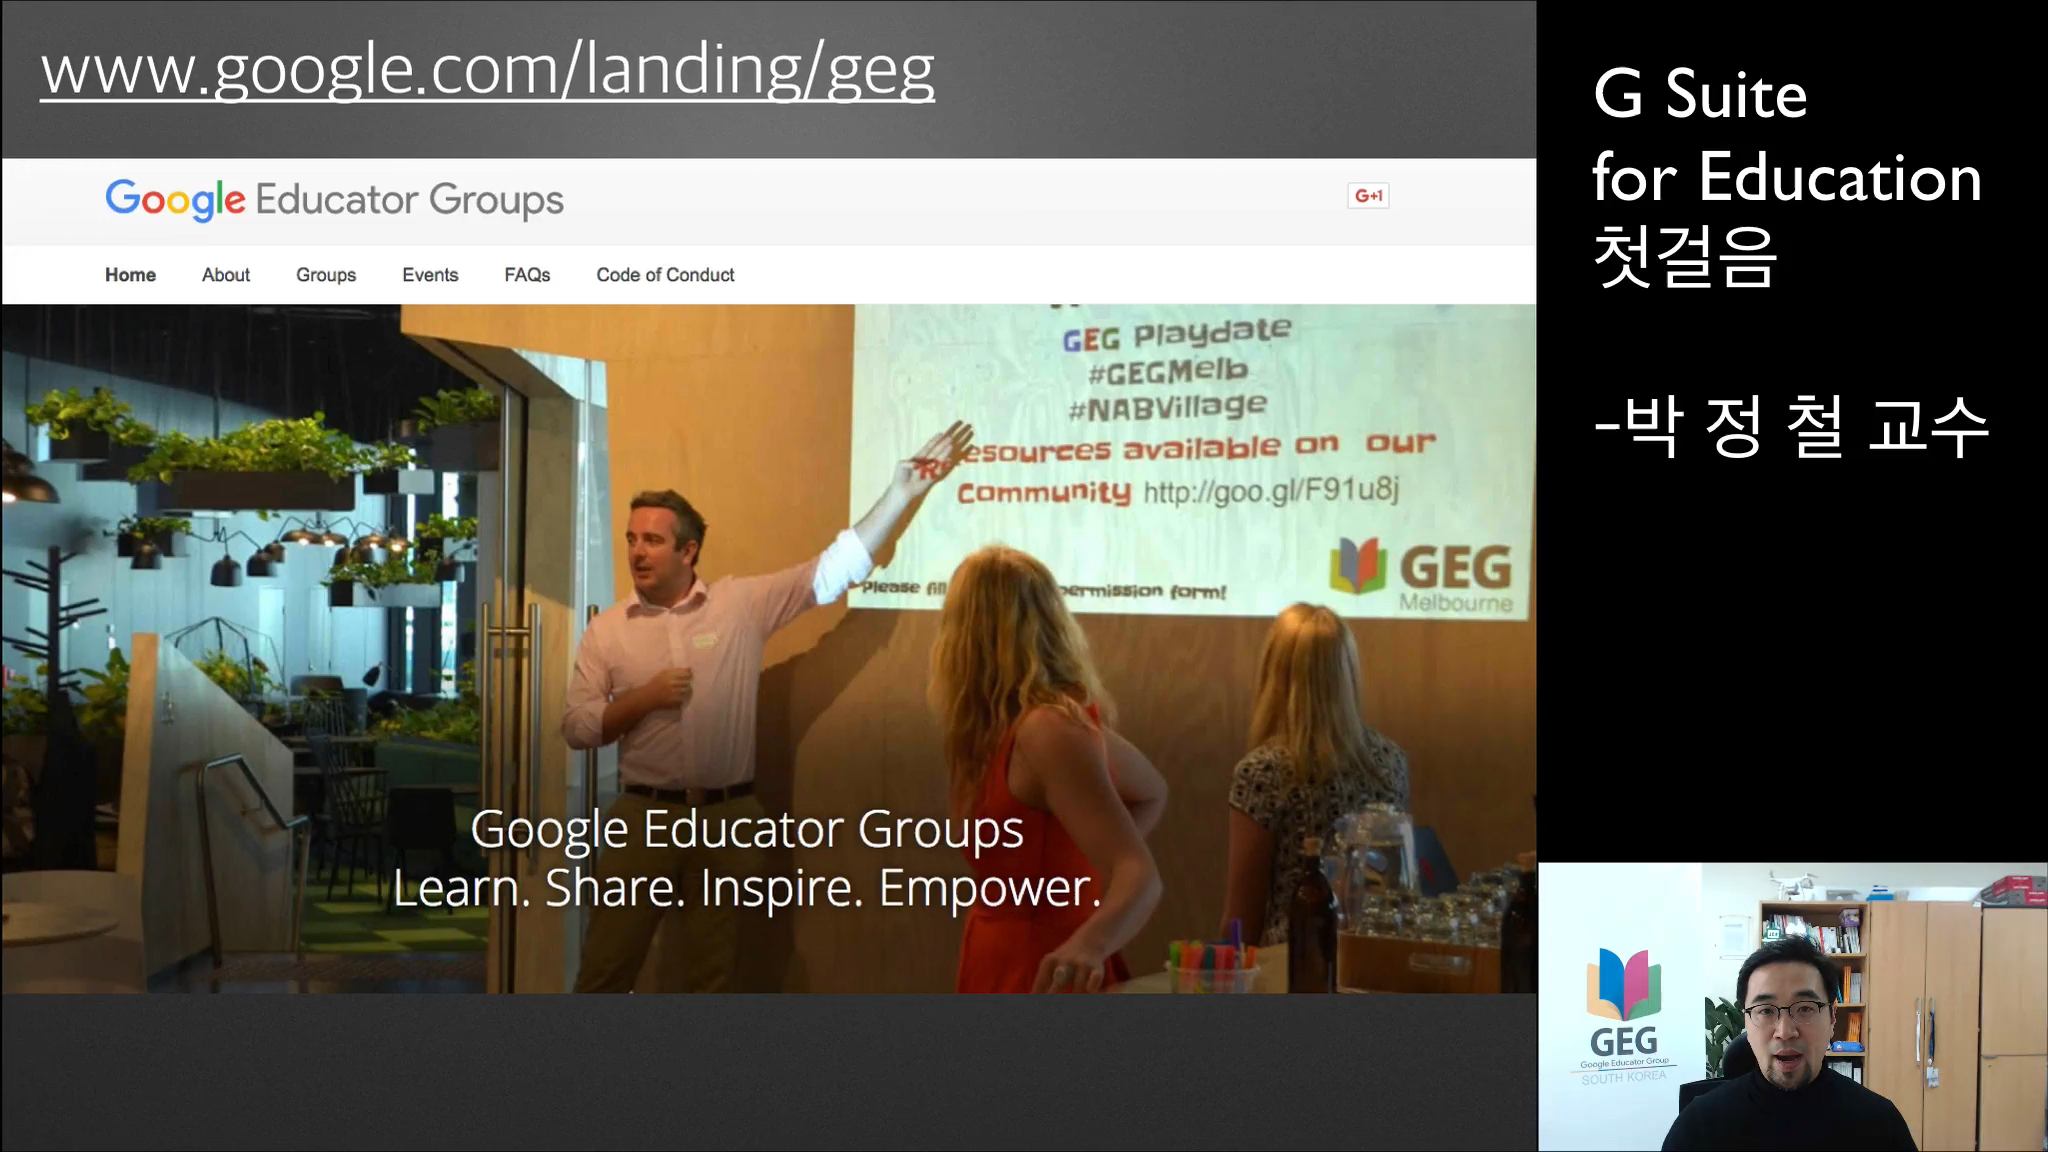 www.google.com/landing/geg
Google Educator Groups
G+1
Home About Groups Events FAQs Code of Conduct
GEG Playdate
#GEGMelb
#NABVillage
Resources available on our
Community http://goo.gl/F91u8j
GEG
Melbourne
Please fill permission form!
Google Educator Groups
Learn. Share. Inspire. Empower.
G Suite
for Education
첫걸음
-박 정 철 교수
GEG
Google Educator Group
SOUTH KOREA